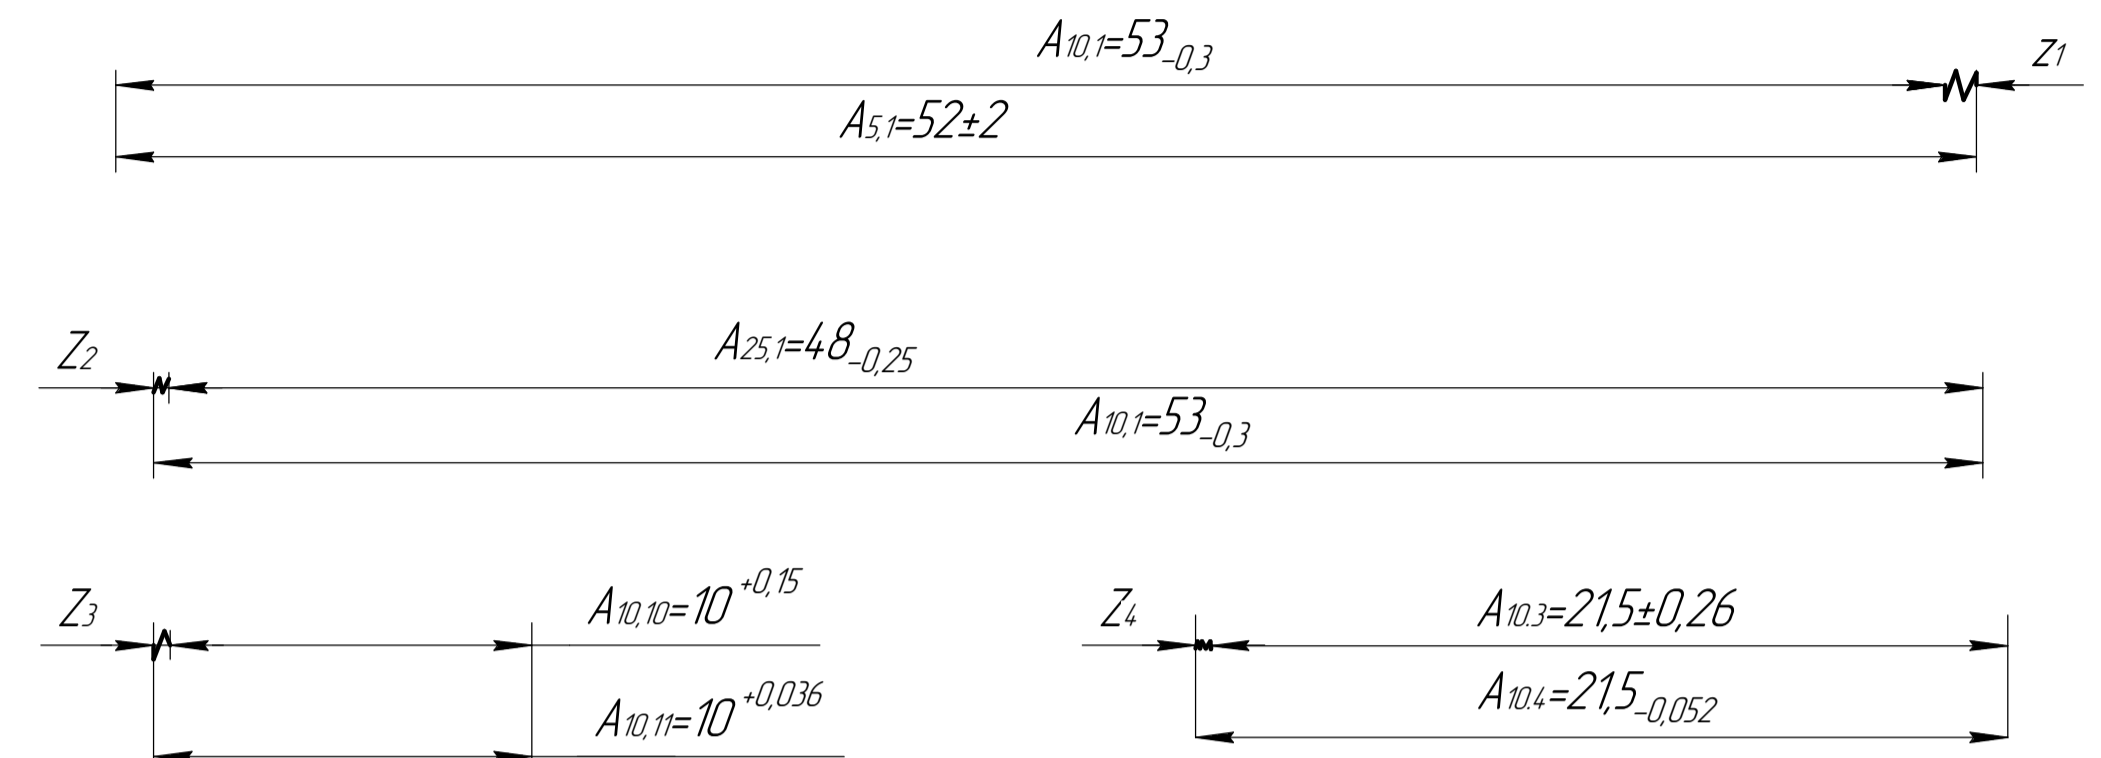 A10,1=53-0,3
z1
A5,1=52±2
Z2
A25,1=48-0,25
A10,1=53-0,3
Z3
A10,10=10+0,15
Z4
A10.3=21,5±0,26
A10,11=10+0,036
A10.4=21,5-0,052